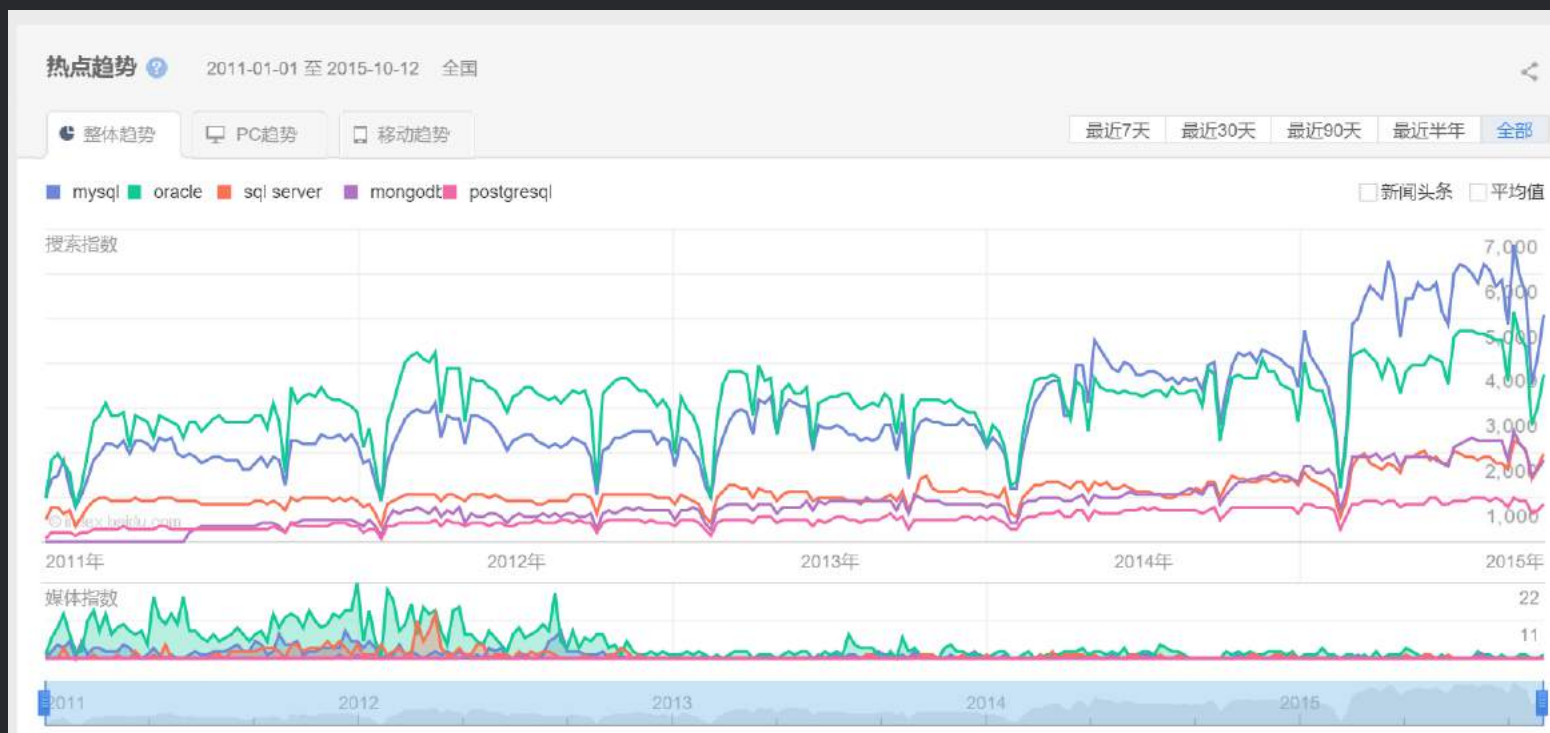 热点趋势 ? 2011-01-01 至 2015-10-12 全国
整体趋势 PC趋势 移动趋势 最近7天 最近30天 最近90天 最近半年 全部
mysql oracle sql server mongodb postgresql 新闻头条 平均值
搜索指数 7,000
6,000
5,000
4,000
3,000
2,000
© index.baidu.com 1,000
2011年 2012年 2013年 2014年 2015年
媒体指数 22
11
2011 2012 2013 2014 2015